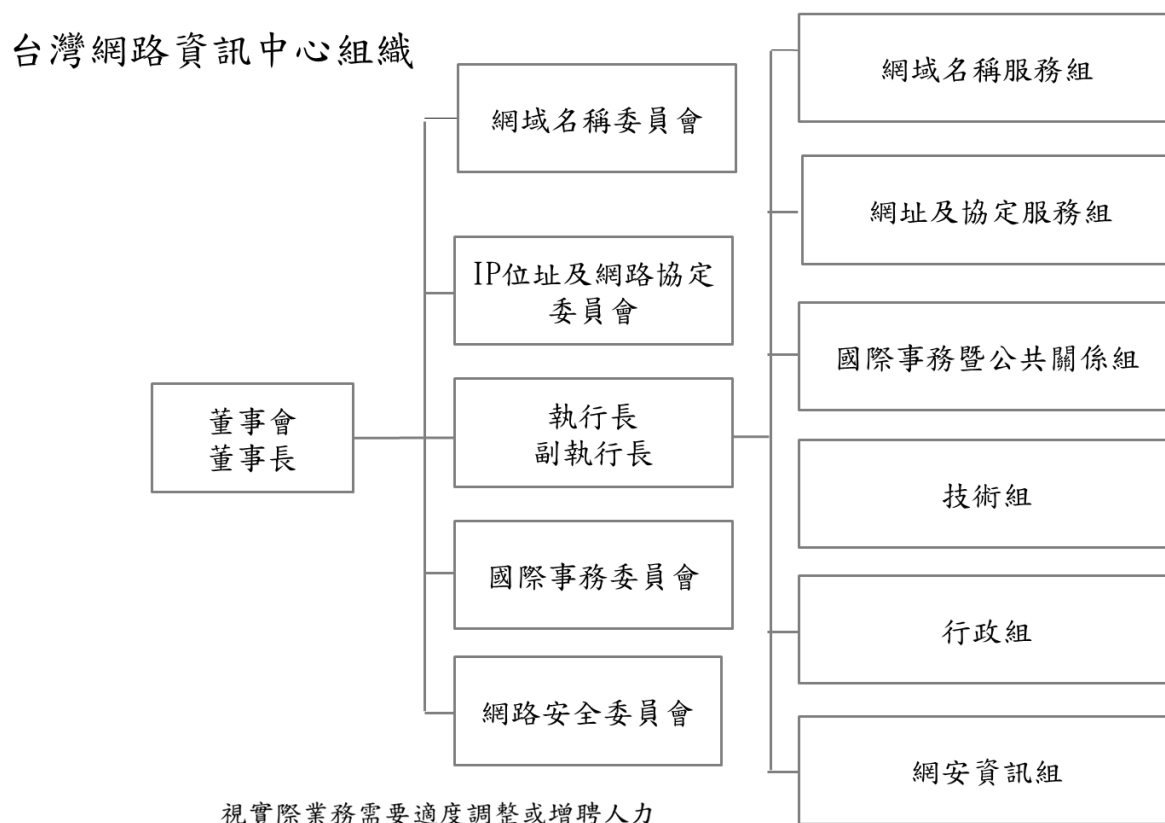 台灣網路資訊中心組織
網域名稱委員會
IP位址及網路協定
委員會
董事會
董事長
執行長
副執行長
國際事務委員會
網路安全委員會
網域名稱服務組
網址及協定服務組
國際事務暨公共關係組
技術組
行政組
網安資訊組
視實際業務需要適度調整或增聘人力